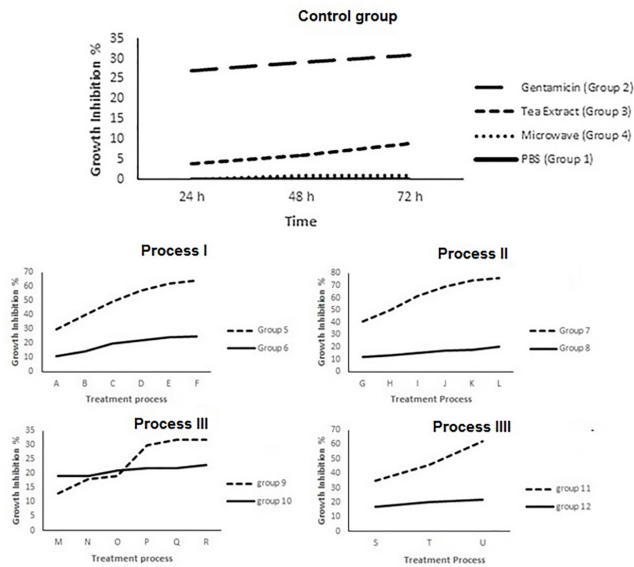 Control group
Growth Inhibition %
35
30
25
20
15
10
5
0
24 h 48 h 72 h
Time
Gentamicin (Group 2)
Tea Extract (Group 3)
Microwave (Group 4)
PBS (Group 1)
Process I
Growth Inhibition %
70
60
50
40
30
20
10
0
A B C D E F
Treatment process
Group 5
Group 6
Process II
Growth Inhibition %
80
70
60
50
40
30
20
10
0
G H I J K L
Treatment Process
Group 7
Group 8
Process III
Growth Inhibition %
35
30
25
20
15
10
5
0
M N O P Q R
Treatment process
group 9
group 10
Process IIII
Growth Inhibition %
70
60
50
40
30
20
10
0
S T U
Treatment Process
group 11
group 12